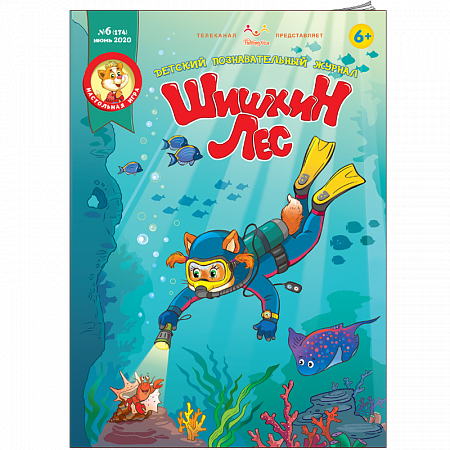 №6 (174)
июнь 2020
НАСТОЛЬНАЯ ИГРА
ТЕЛЕКАНАЛ
ПРЕДСТАВЛЯЕТ
6+
ДЕТСКИЙ ПОЗНАВАТЕЛЬНЫЙ ЖУРНАЛ
ШИШКИН
ЛЕС